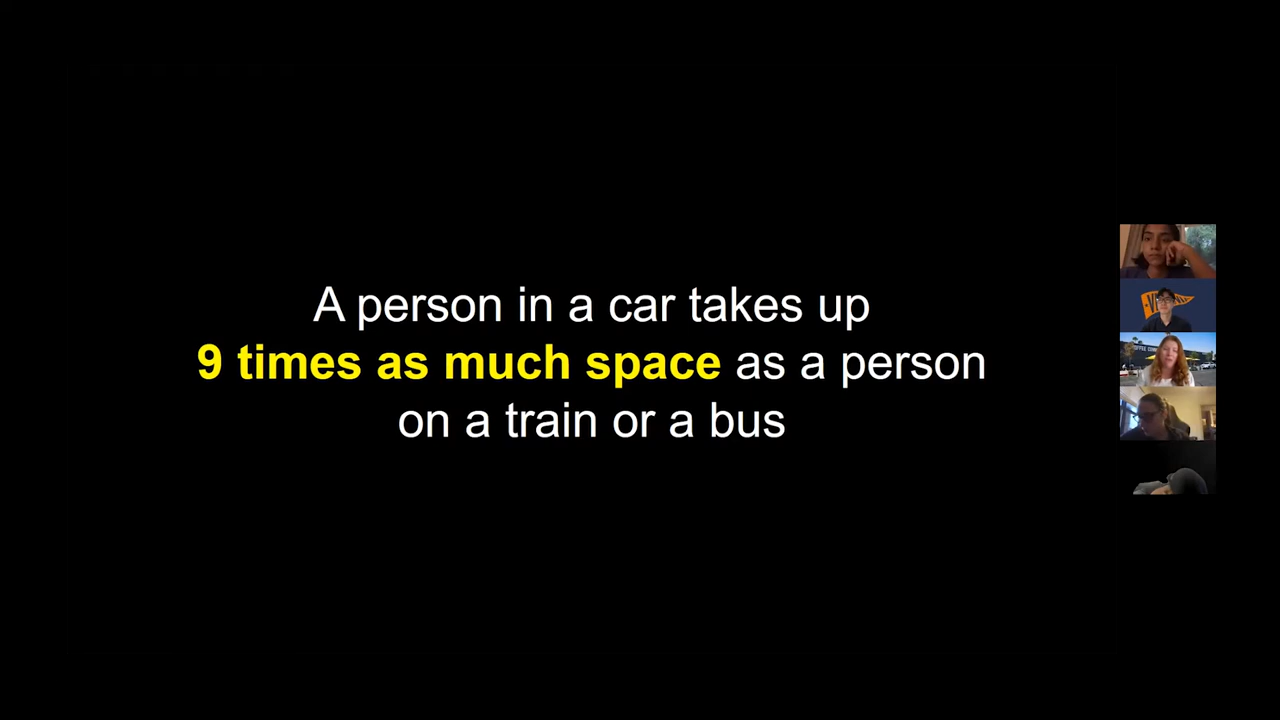 A person in a car takes up
9 times as much space as a person
on a train or a bus